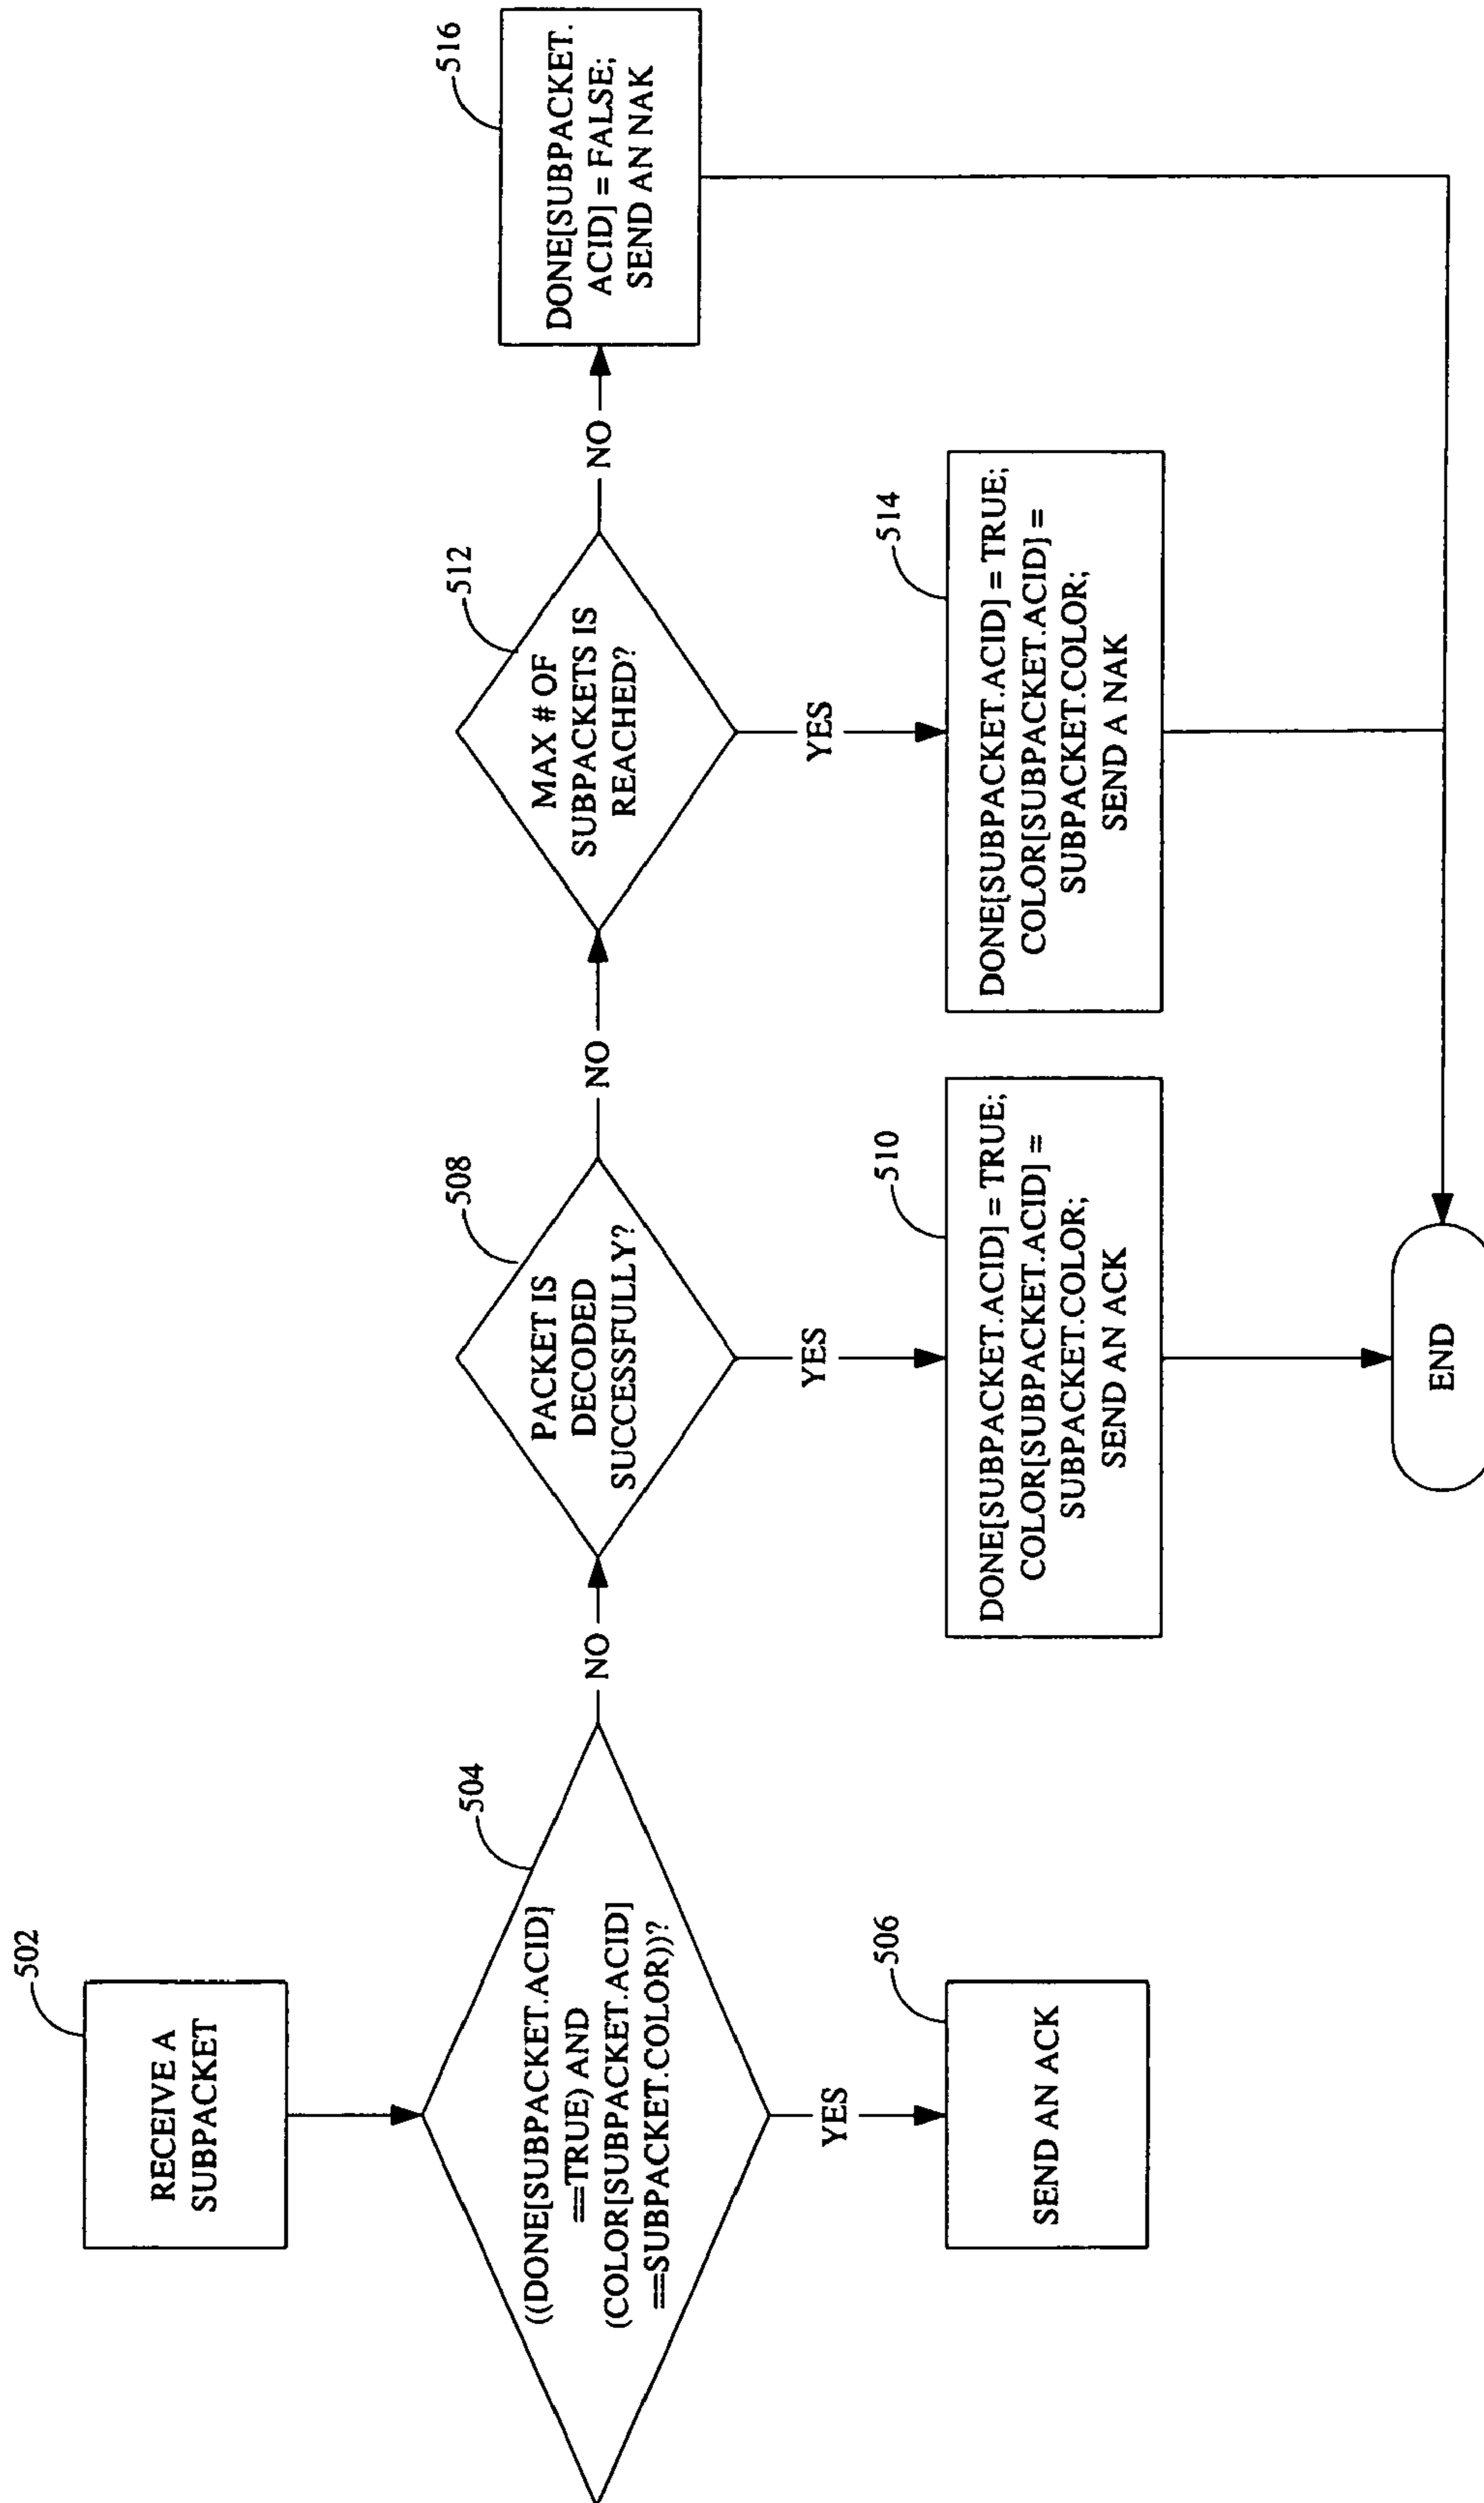 502
RECEIVE A
SUBPACKET
504
((DONE[SUBPACKET.ACID]
==TRUE) AND
(COLOR[SUBPACKET.ACID]
==SUBPACKET.COLOR))?
YES
506
SEND AN ACK
NO
508
PACKET IS
DECODED
SUCCESSFULLY?
YES
510
DONE[SUBPACKET.ACID] = TRUE;
COLOR[SUBPACKET.ACID] =
SUBPACKET.COLOR;
SEND AN ACK
NO
512
MAX # OF
SUBPACKETS IS
REACHED?
YES
514
DONE[SUBPACKET.ACID] = TRUE;
COLOR[SUBPACKET.ACID] =
SUBPACKET.COLOR;
SEND A NAK
NO
516
DONE[SUBPACKET.
ACID] = FALSE;
SEND AN NAK
END